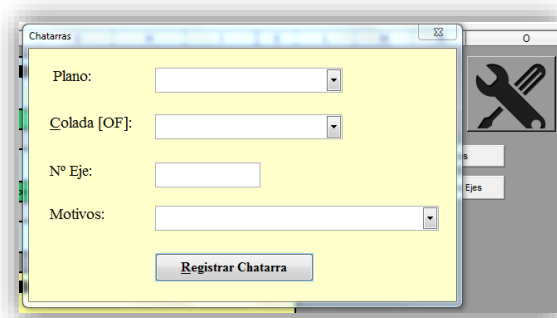 Chatarras
O
Plano:
Colada [OF]:
Nº Eje:
Ejes
Motivos:
Registrar Chatarra